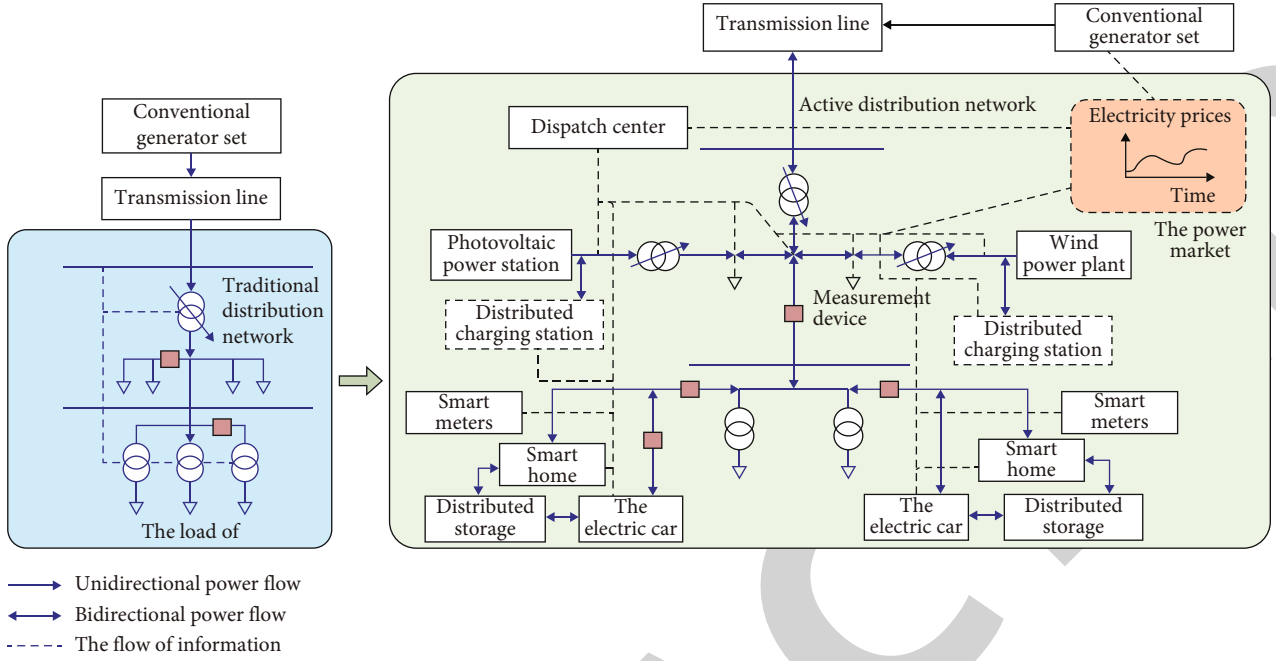 Conventional
generator set
Transmission line
Traditional
distribution
network
The load of
Transmission line
Conventional
generator set
Active distribution network
Dispatch center
Electricity prices
Time
The power
market
Photovoltaic
power station
Wind
power plant
Distributed
charging station
Measurement
device
Distributed
charging station
Smart
meters
Smart
meters
Smart
home
Smart
home
Distributed
storage
The
electric car
The
electric car
Distributed
storage
Unidirectional power flow
Bidirectional power flow
The flow of information